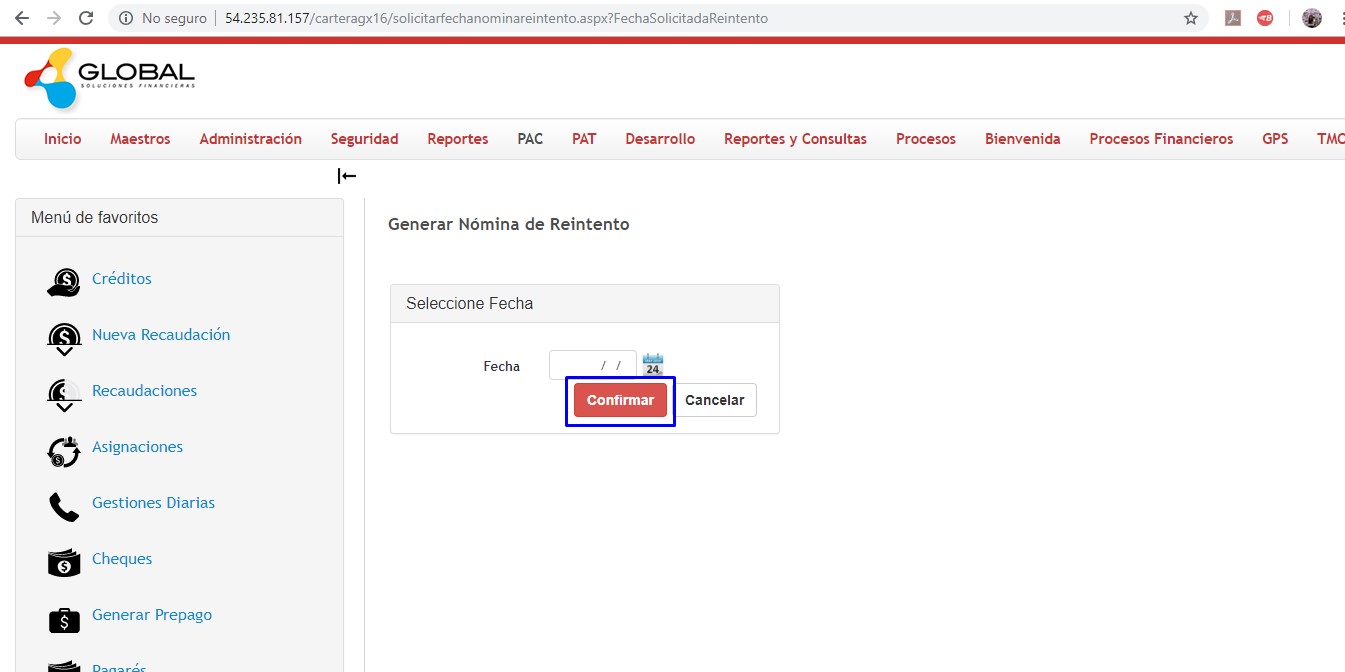 No seguro 54.235.81.157/carteragx16/solicitarfechanominareintento.aspx?FechaSolicitadaReintento
GLOBAL
SOLUCIONES FINANCIERAS
Inicio Maestros Administración Seguridad Reportes PAC PAT Desarrollo Reportes y Consultas Procesos Bienvenida Procesos Financieros GPS TMO
Menú de favoritos
Créditos
Nueva Recaudación
Recaudaciones
Asignaciones
Gestiones Diarias
Cheques
Generar Prepago
Pagarés
Generar Nómina de Reintento
Seleccione Fecha
Fecha / / 24
Confirmar Cancelar